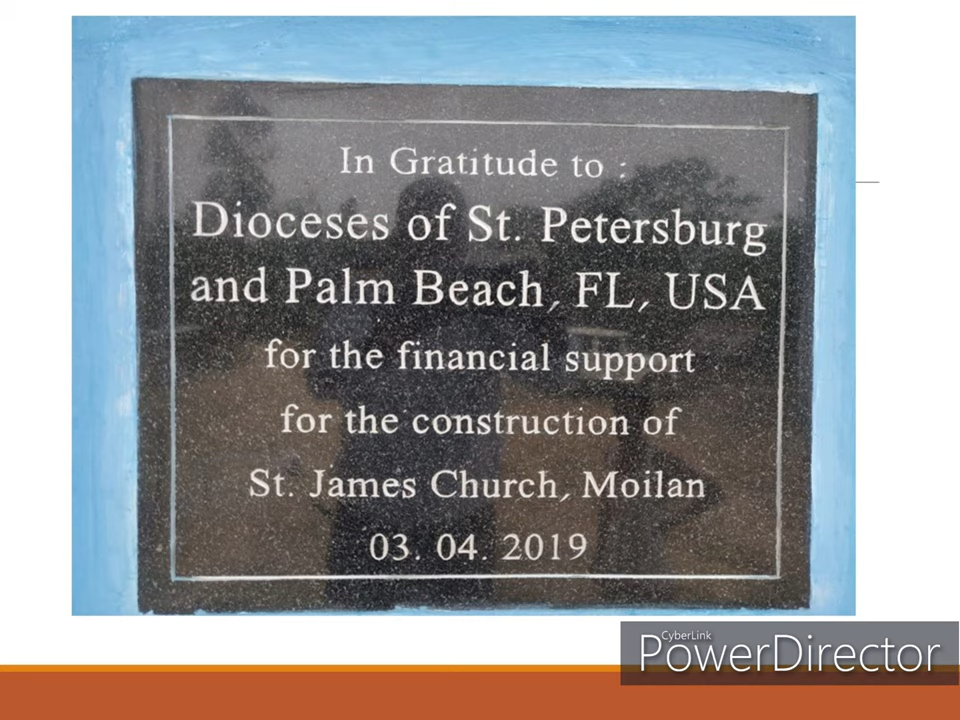 In Gratitude to :
Dioceses of St. Petersburg
and Palm Beach, FL, USA
for the financial support
for the construction of
St. James Church, Moilan
03. 04. 2019
CyberLink
PowerDirector